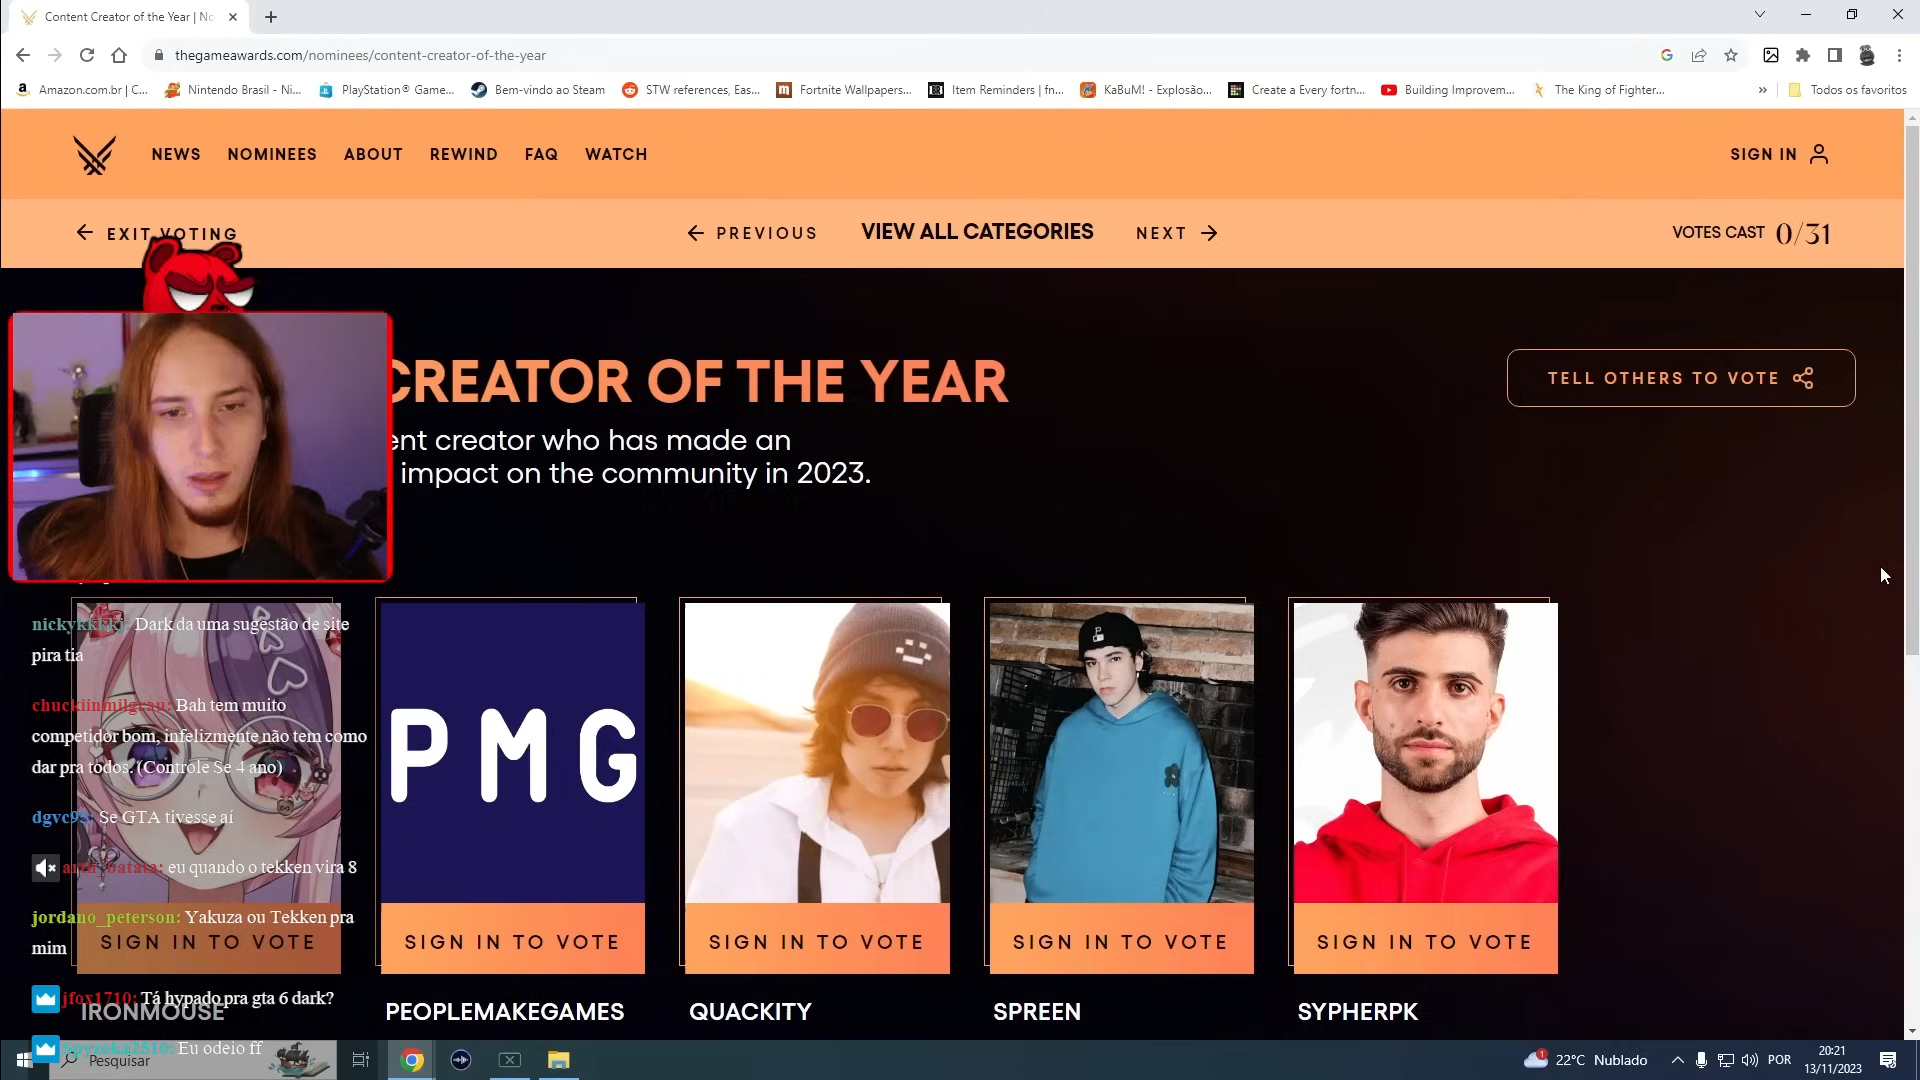 Content Creator of the Year | No
thegameawards.com/nominees/content-creator-of-the-year
Amazon.com.br | C...
Nintendo Brasil - Ni...
PlayStation® Game...
Bem-vindo ao Steam
STW references, Eas...
Fortnite Wallpapers...
Item Reminders | fn...
KaBuM! - Explosão...
Create a Every fortn...
Building Improvem...
The King of Fighter...
»
Todos os favoritos
NEWS
NOMINEES
ABOUT
REWIND
FAQ
WATCH
SIGN IN
EXIT VOTING
PREVIOUS
VIEW ALL CATEGORIES
NEXT
VOTES CAST 0/31
CREATOR OF THE YEAR
ent creator who has made an
impact on the community in 2023.
TELL OTHERS TO VOTE
nickykkkkj: Dark da uma sugestão de site
pira tia
chuckiinmilgrau: Bah tem muito
competidor bom, infelizmente não tem como
dar pra todos. (Controle Se 4 ano)
dgvc95: Se GTA tivesse aí
eu quando o tekken vira 8
jordano_peterson: Yakuza ou Tekken pra
mim
jfox1710: Tá hypado pra gta 6 dark?
Eu odeio ff
PMG
SIGN IN TO VOTE
SIGN IN TO VOTE
SIGN IN TO VOTE
SIGN IN TO VOTE
SIGN IN TO VOTE
IRONMOUSE
PEOPLEMAKEGAMES
QUACKITY
SPREEN
SYPHERPK
Pesquisar
1
22°C Nublado
POR
20:21
13/11/2023